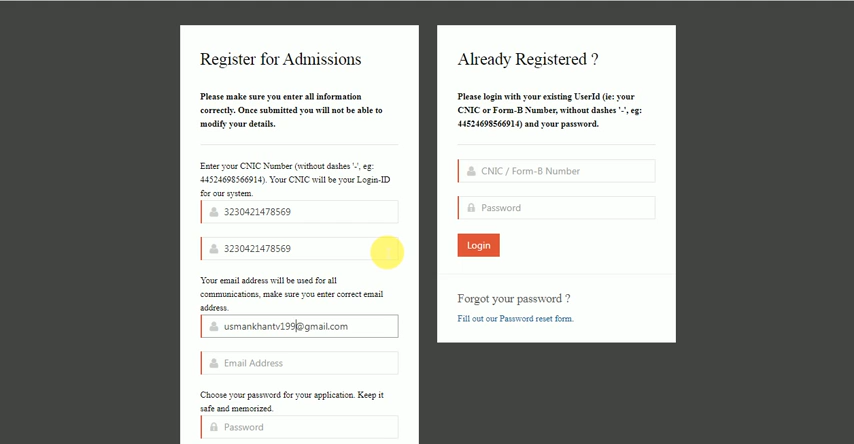 Register for Admissions
Please make sure you enter all information
correctly. Once submitted you will not be able to
modify your details.
Enter your CNIC Number (without dashes '-', eg:
44524698566914). Your CNIC will be your Login-ID
for our system.
3230421478569
3230421478569
Your email address will be used for all
communications, make sure you enter correct email
address.
usmankhantv199@gmail.com
Email Address
Choose your password for your application. Keep it
safe and memorized.
Password
Already Registered ?
Please login with your existing UserId (ie: your
CNIC or Form-B Number, without dashes '-', eg:
44524698566914) and your password.
CNIC / Form-B Number
Password
Login
Forgot your password ?
Fill out our Password reset form.